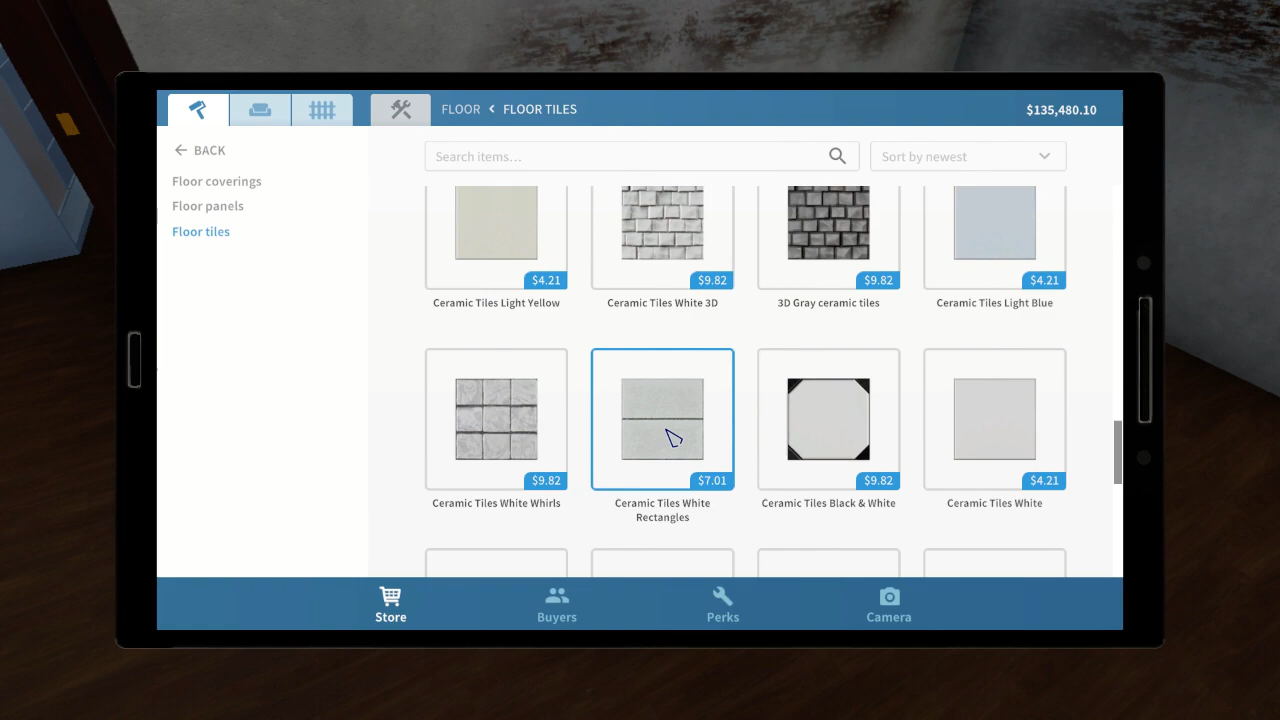 FLOOR < FLOOR TILES
$135,480.10
BACK
Floor coverings
Floor panels
Floor tiles
Search items...
Sort by newest
$4.21
$9.82
$9.82
$4.21
Ceramic Tiles Light Yellow
Ceramic Tiles White 3D
3D Gray ceramic tiles
Ceramic Tiles Light Blue
$9.82
$7.01
$9.82
$4.21
Ceramic Tiles White Whirls
Ceramic Tiles White
Rectangles
Ceramic Tiles Black & White
Ceramic Tiles White
Store
Buyers
Perks
Camera